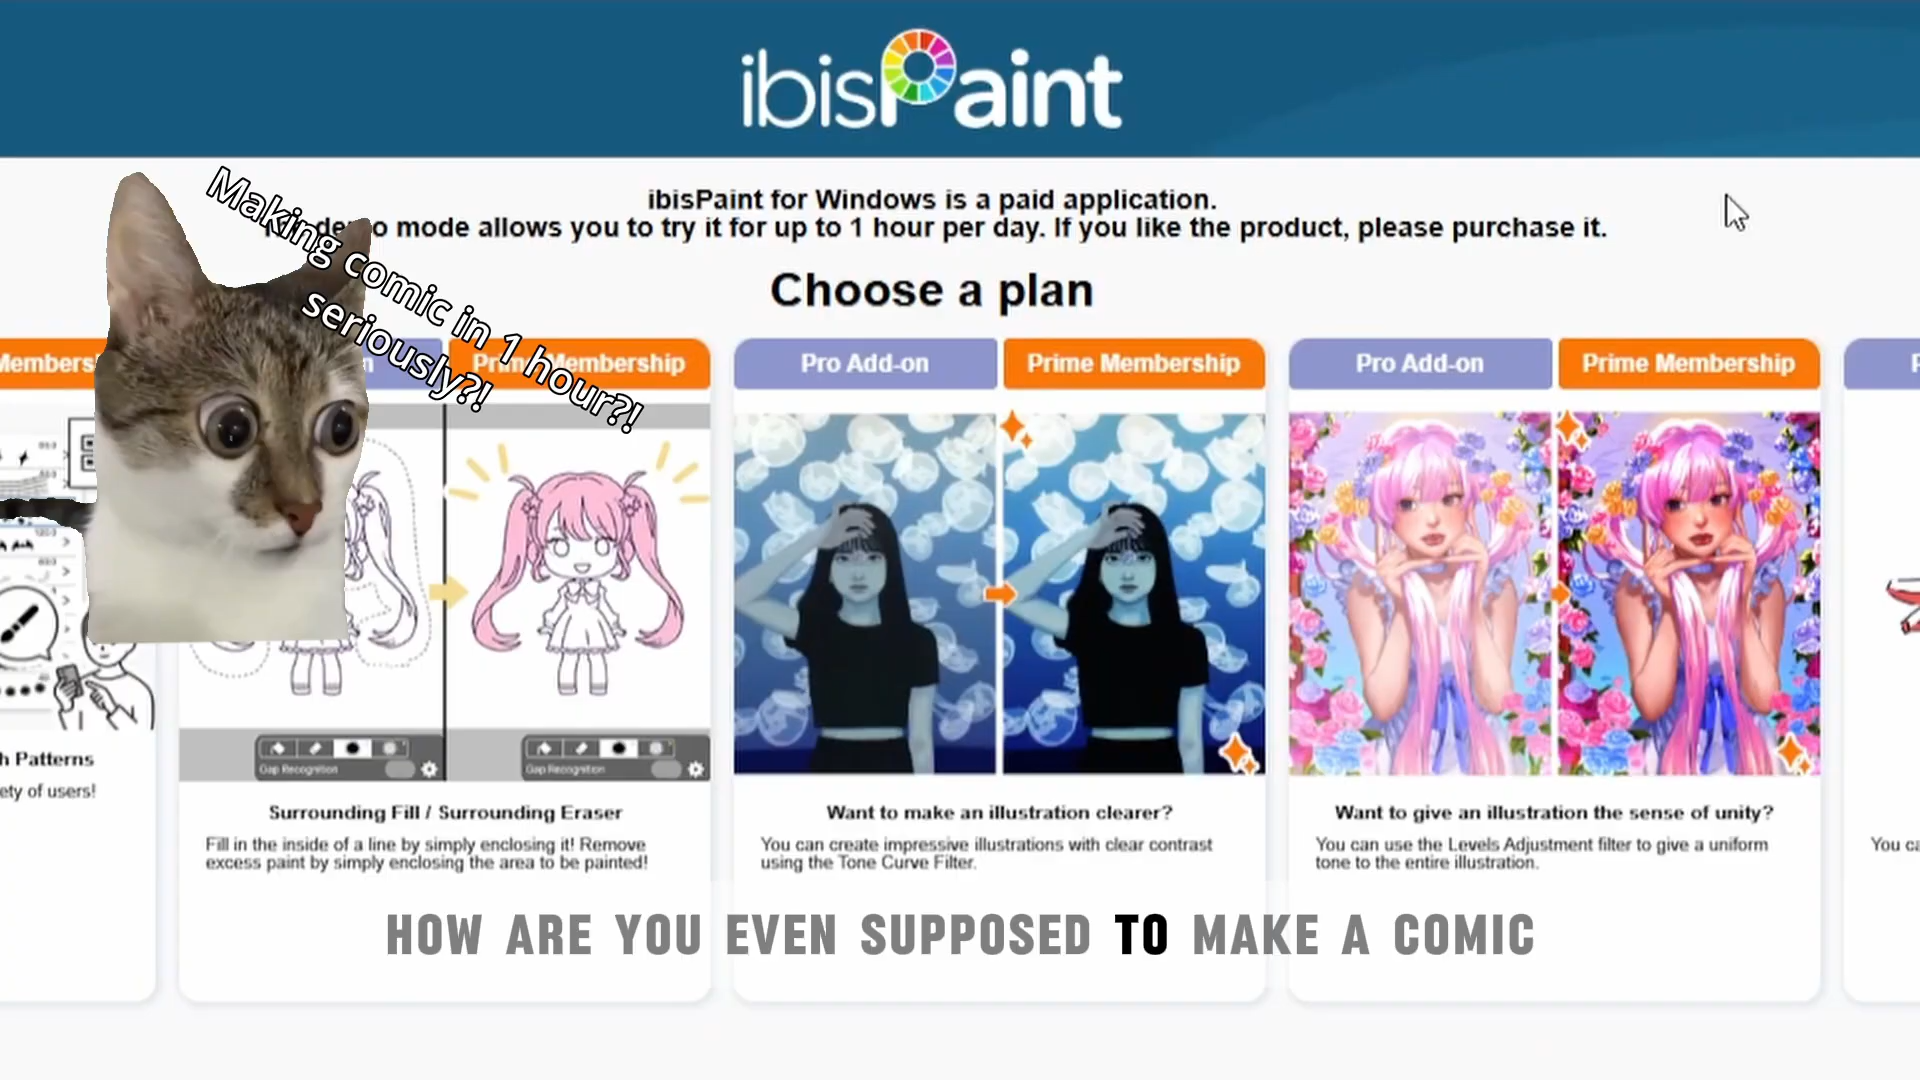 ibisPaint
ibisPaint for Windows is a paid application.
mode allows you to try it for up to 1 hour per day. If you like the product, please purchase it.
Making comic in 1 hour?!
seriously?!
Choose a plan
Prime Membership
Pro Add-on
Prime Membership
Pro Add-on
Prime Membership
Gap Recognition
Gap Recognition
Patterns
of users!
Surrounding Fill / Surrounding Eraser
Fill in the inside of a line by simply enclosing it! Remove
excess paint by simply enclosing the area to be painted!
Want to make an illustration clearer?
You can create impressive illustrations with clear contrast
using the Tone Curve Filter.
Want to give an illustration the sense of unity?
You can use the Levels Adjustment filter to give a uniform
tone to the entire illustration.
You
HOW ARE YOU EVEN SUPPOSED TO MAKE A COMIC